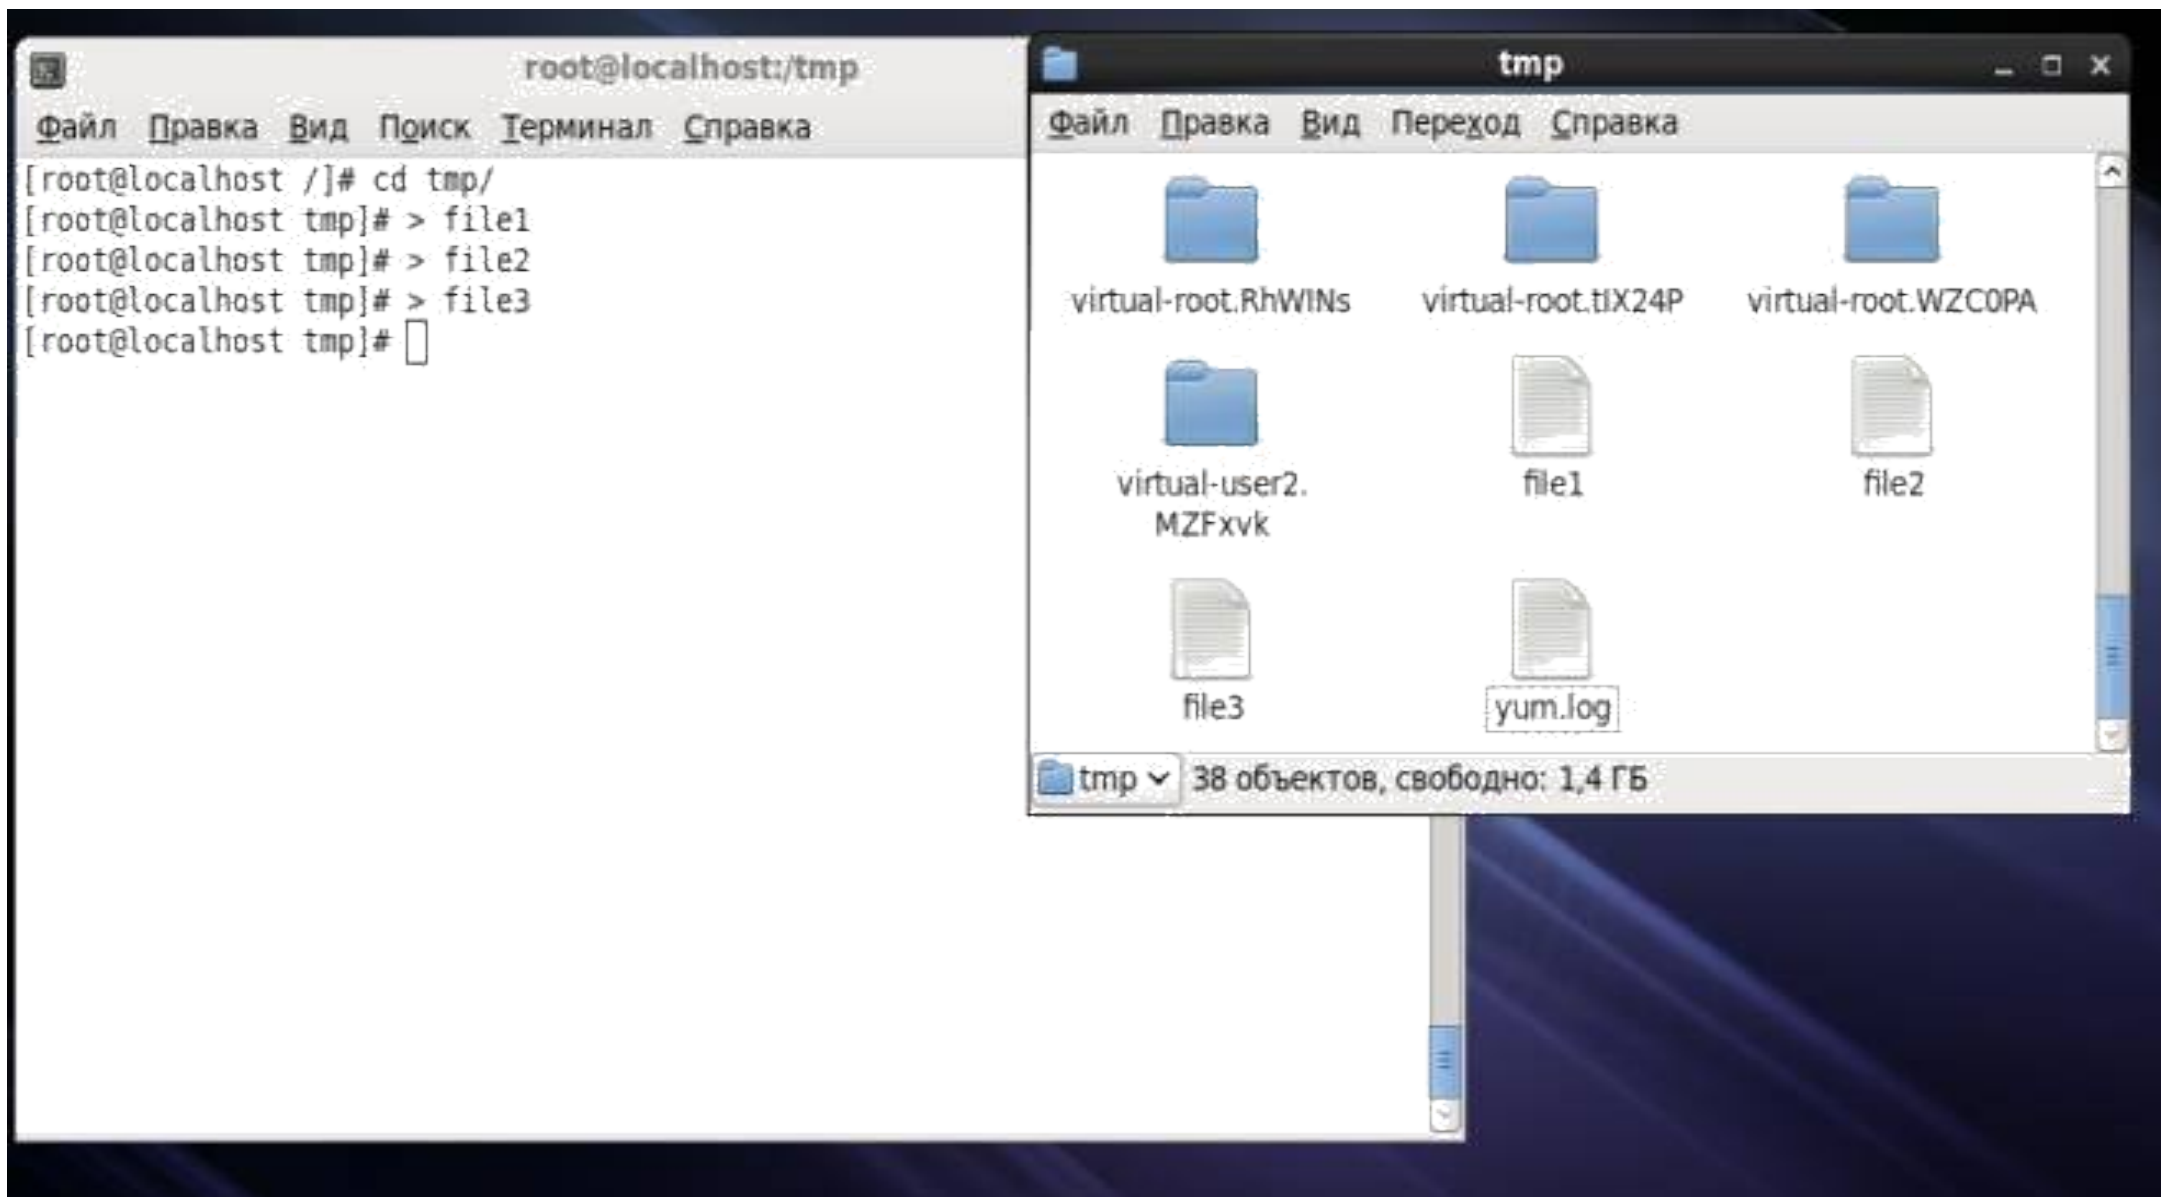 root@localhost:/tmp
Файл Правка Вид Поиск Терминал Справка
[root@localhost /]# cd tmp/
[root@localhost tmp]# > file1
[root@localhost tmp]# > file2
[root@localhost tmp]# > file3
[root@localhost tmp]#
tmp
Файл Правка Вид Переход Справка
virtual-root.RhWINs virtual-root.tIX24P virtual-root.WZC0PA
virtual-user2.
MZFxvk
file1 file2
file3 yum.log
tmp 38 объектов, свободно: 1,4 ГБ